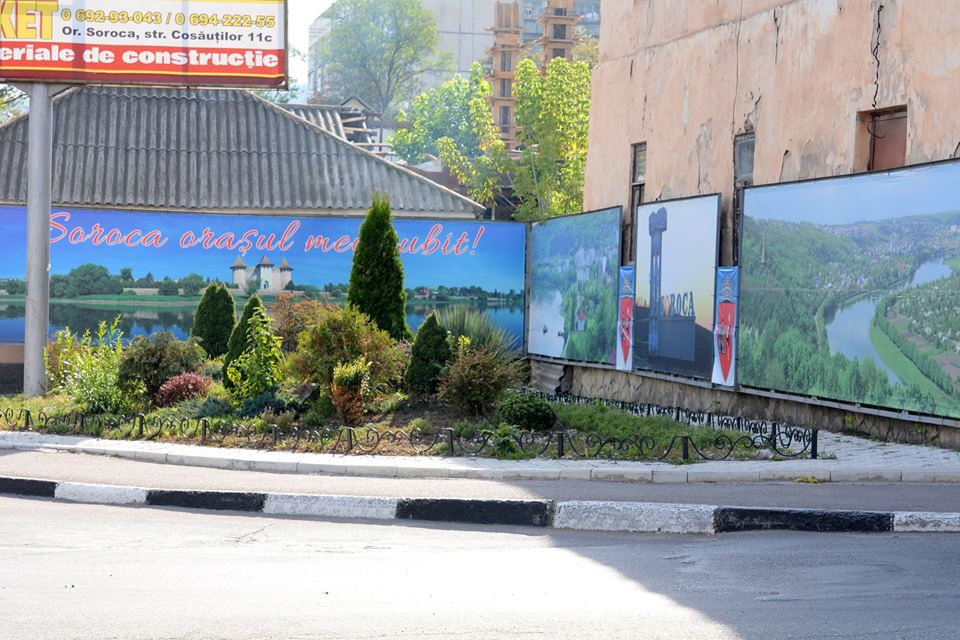 KET
0 692-93-043 / 0 694-222-55
Or. Soroca, str. Cosăuților 11c
eriale de construcție
Soroca orașul meu iubit!
SOROCA